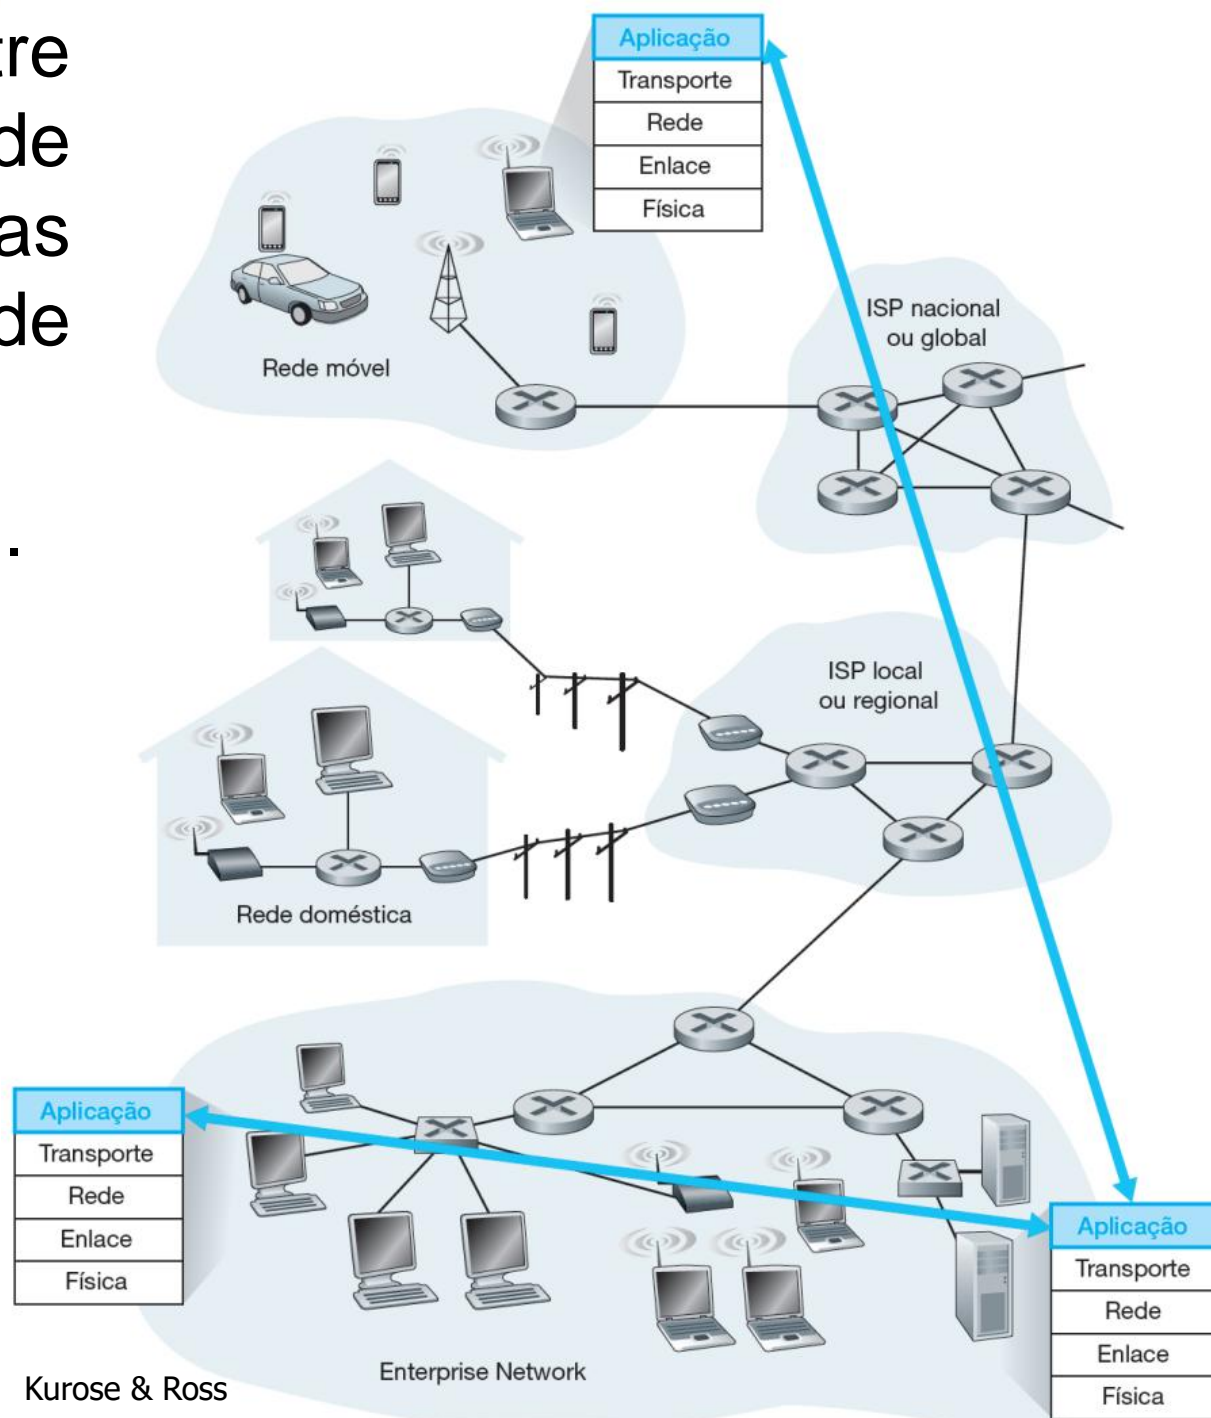 tre
de
as
de
.
Aplicação
Transporte
Rede
Enlace
Física
Rede móvel
ISP nacional
ou global
ISP local
ou regional
Rede doméstica
Aplicação
Transporte
Rede
Enlace
Física
Aplicação
Transporte
Rede
Enlace
Física
Enterprise Network
Kurose & Ross